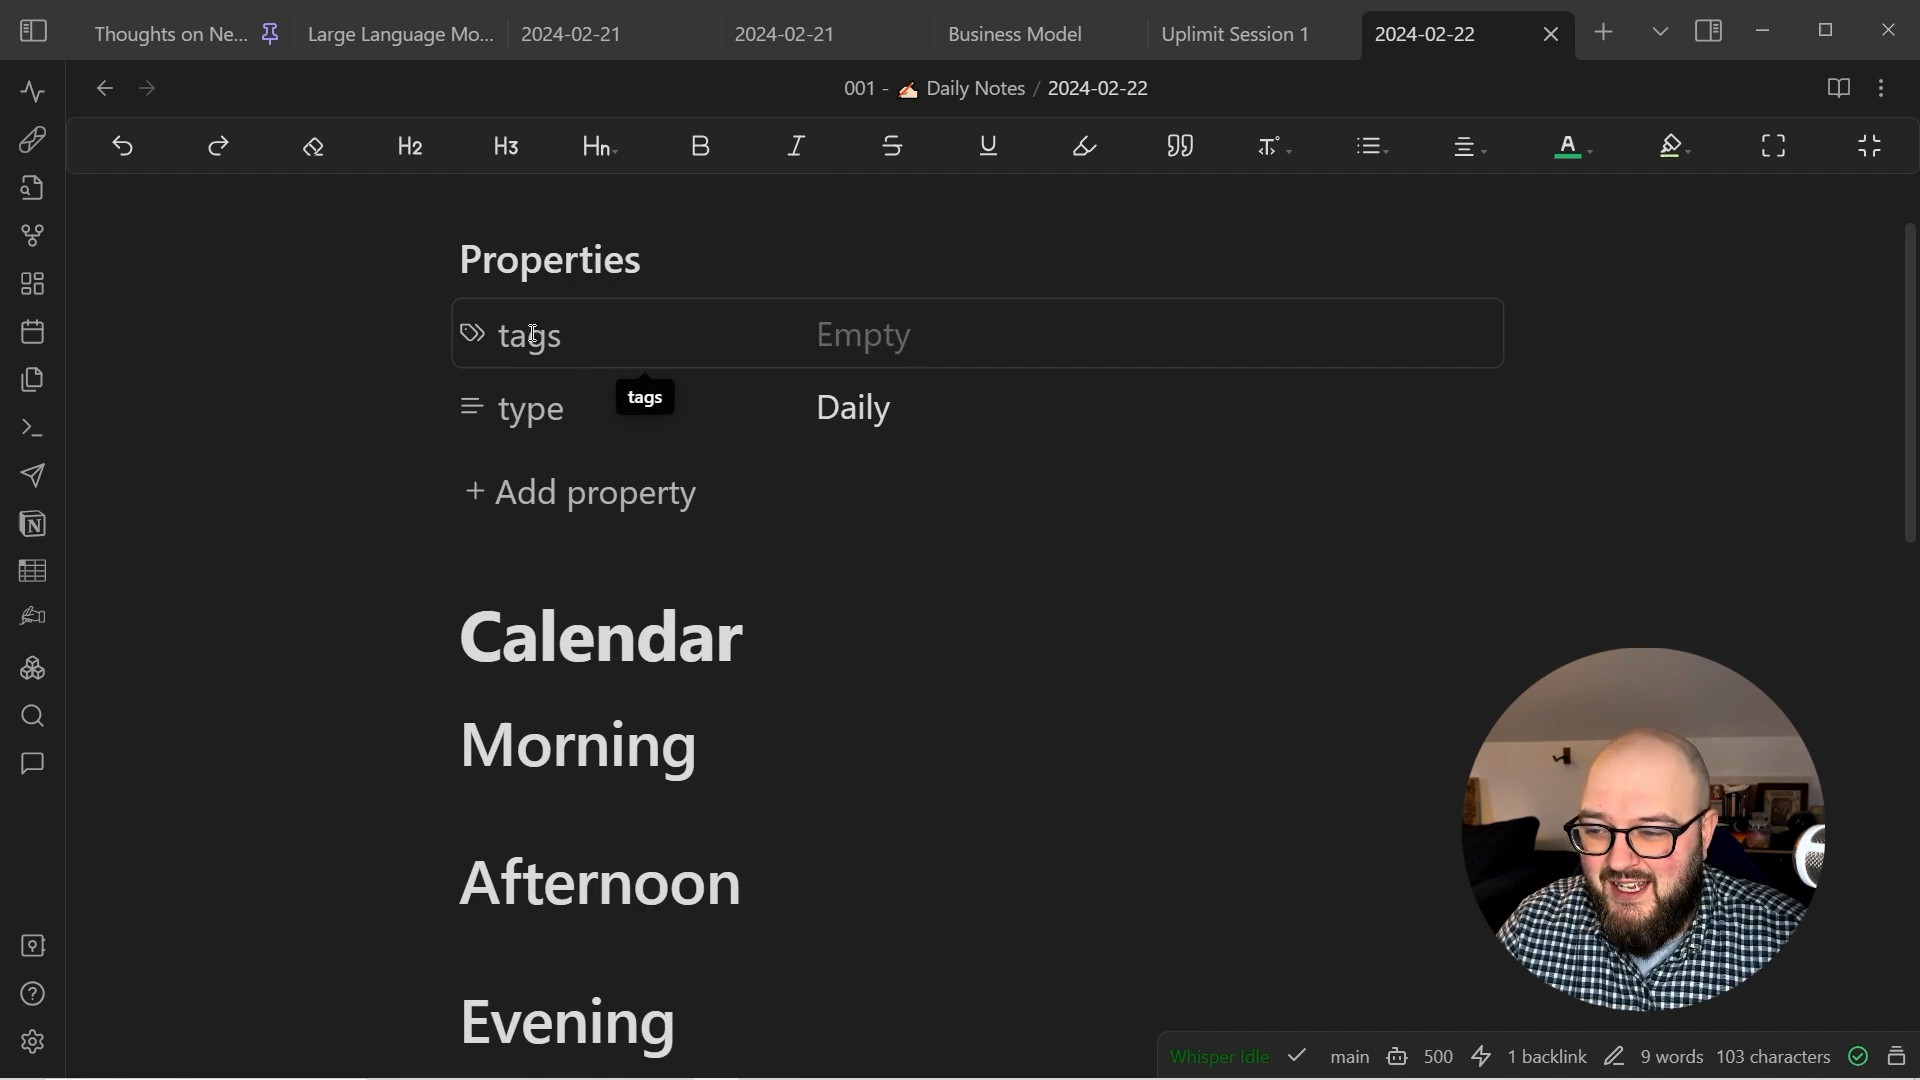 Thoughts on Ne...
Large Language Mo...
2024-02-21
2024-02-21
Business Model
Uplimit Session 1
2024-02-22
001 - ✍🏻 Daily Notes / 2024-02-22
H2 H3 Hn B I S U A
Properties
tags Empty
tags
type Daily
+ Add property
Calendar
Morning
Afternoon
Evening
Whisper Idle main 500 1 backlink 9 words 103 characters